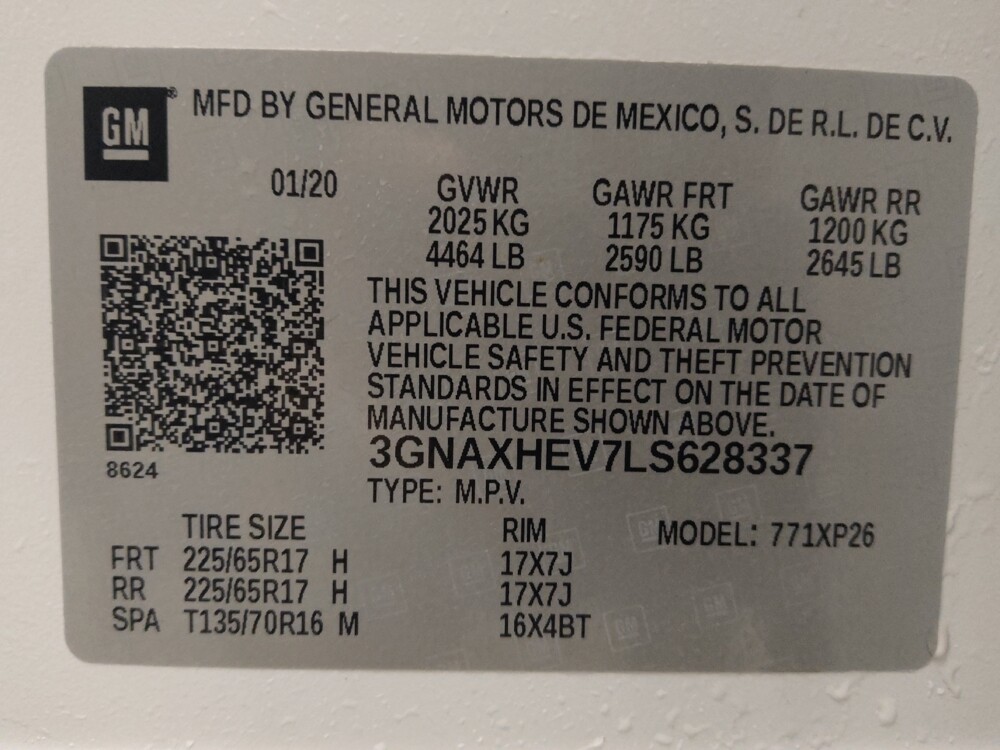 GM® MFD BY GENERAL MOTORS DE MEXICO, S. DE R.L. DE C.V.
01/20 GVWR GAWR FRT GAWR RR
2025 KG 1175 KG 1200 KG
4464 LB 2590 LB 2645 LB
THIS VEHICLE CONFORMS TO ALL
APPLICABLE U.S. FEDERAL MOTOR
VEHICLE SAFETY AND THEFT PREVENTION
STANDARDS IN EFFECT ON THE DATE OF
MANUFACTURE SHOWN ABOVE.
3GNAXHEV7LS628337
8624
TYPE: M.P.V.
TIRE SIZE RIM MODEL: 771XP26
FRT 225/65R17 H 17X7J
RR 225/65R17 H 17X7J
SPA T135/70R16 M 16X4BT